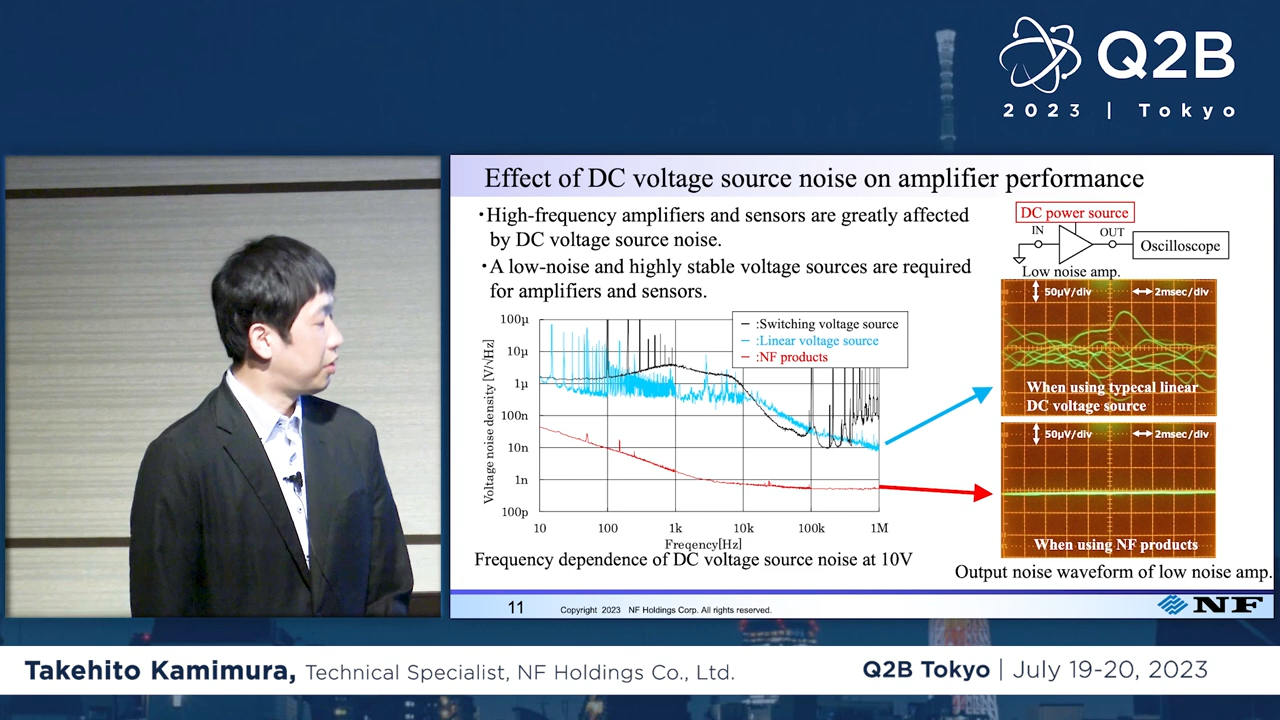 Q2B
2023 | Tokyo
Effect of DC voltage source noise on amplifier performance
・High-frequency amplifiers and sensors are greatly affected
by DC voltage source noise.
・A low-noise and highly stable voltage sources are required
for amplifiers and sensors.
DC power source
IN
OUT
Oscilloscope
Low noise amp.
50μV/div
2msec/div
When using typecal linear
DC voltage source
50μV/div
2msec/div
When using NF products
Output noise waveform of low noise amp.
:Switching voltage source
:Linear voltage source
:NF products
Voltage noise density [V/√Hz]
100μ
10μ
1μ
100n
10n
1n
100p
10
100
1k
10k
100k
1M
Freqency[Hz]
Frequency dependence of DC voltage source noise at 10V
11
Copyright 2023 NF Holdings Corp. All rights reserved.
NF
Takehito Kamimura, Technical Specialist, NF Holdings Co., Ltd.
Q2B Tokyo | July 19-20, 2023